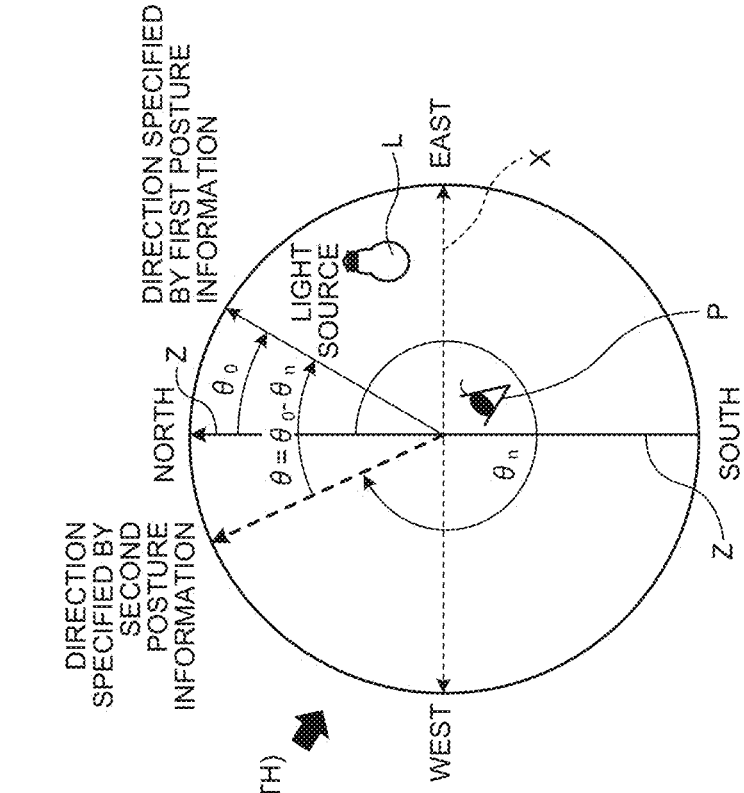 DIRECTION SPECIFIED
BY FIRST POSTURE
INFORMATION
DIRECTION
SPECIFIED BY
SECOND
POSTURE
INFORMATION
NORTH
Z
θ0
θ=θ0-θn
LIGHT
SOURCE
L
EAST
X
WEST
P
θn
Z
SOUTH
TH)